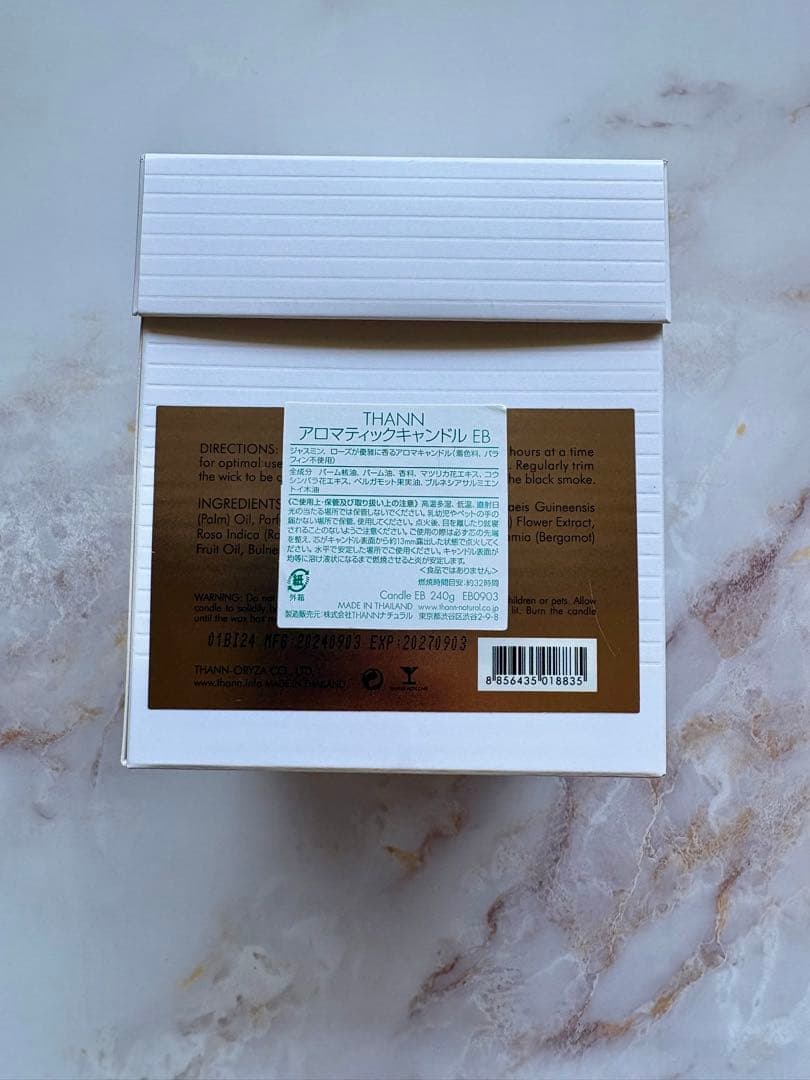 THANN
アロマティックキャンドル EB
ジャスミン、ローズが優雅に香るアロマキャンドル(着色料、パラ
フィン不使用)
全成分 パーム核油、パーム油、香料、マツリカ花エキス、コウ
シンバラ花エキス、ベルガモット果実油、ブルネシアサルミエン
トイ木油
《ご使用上・保管及び取り扱い上の注意》高温多湿、低温、直射日
光の当たる場所では保管しないでください。乳幼児やペットの手の
届かない場所で保管、使用してください。点火後、目を離したり就寝
されることのないようご注意ください。ご使用の際は必ず芯の先端
を整え、芯がキャンドル表面から約13mm露出した状態で点火してく
ださい。水平で安定した場所でご使用ください。キャンドル表面が
均等に溶け液状になるまで燃焼させると炎が安定します。
<食品ではありません>
燃焼時間目安:約32時間
紙
外箱
Candle EB 240g EB0903
MADE IN THAILAND www.thann-natural.co.jp
製造販売元:株式会社THANNナチュラル 東京都渋谷区渋谷2-9-8
DIRECTIONS: hours at a time
for optimal use Regularly trim
the wick to be the black smoke.
INGREDIENTS Elaeis Guineensis
(Palm) Oil, Flower Extract,
Rosa Indica (Bergamot)
Fruit Oil,
WARNING: Do not children or pets. Allow
candle to solidify lit. Burn the candle
until the wax has
01BI24 MFG:20240903 EXP:20270903
THANN-ORYZA CO., LTD.
www.thann.info MADE IN THAILAND
8 856435 018835